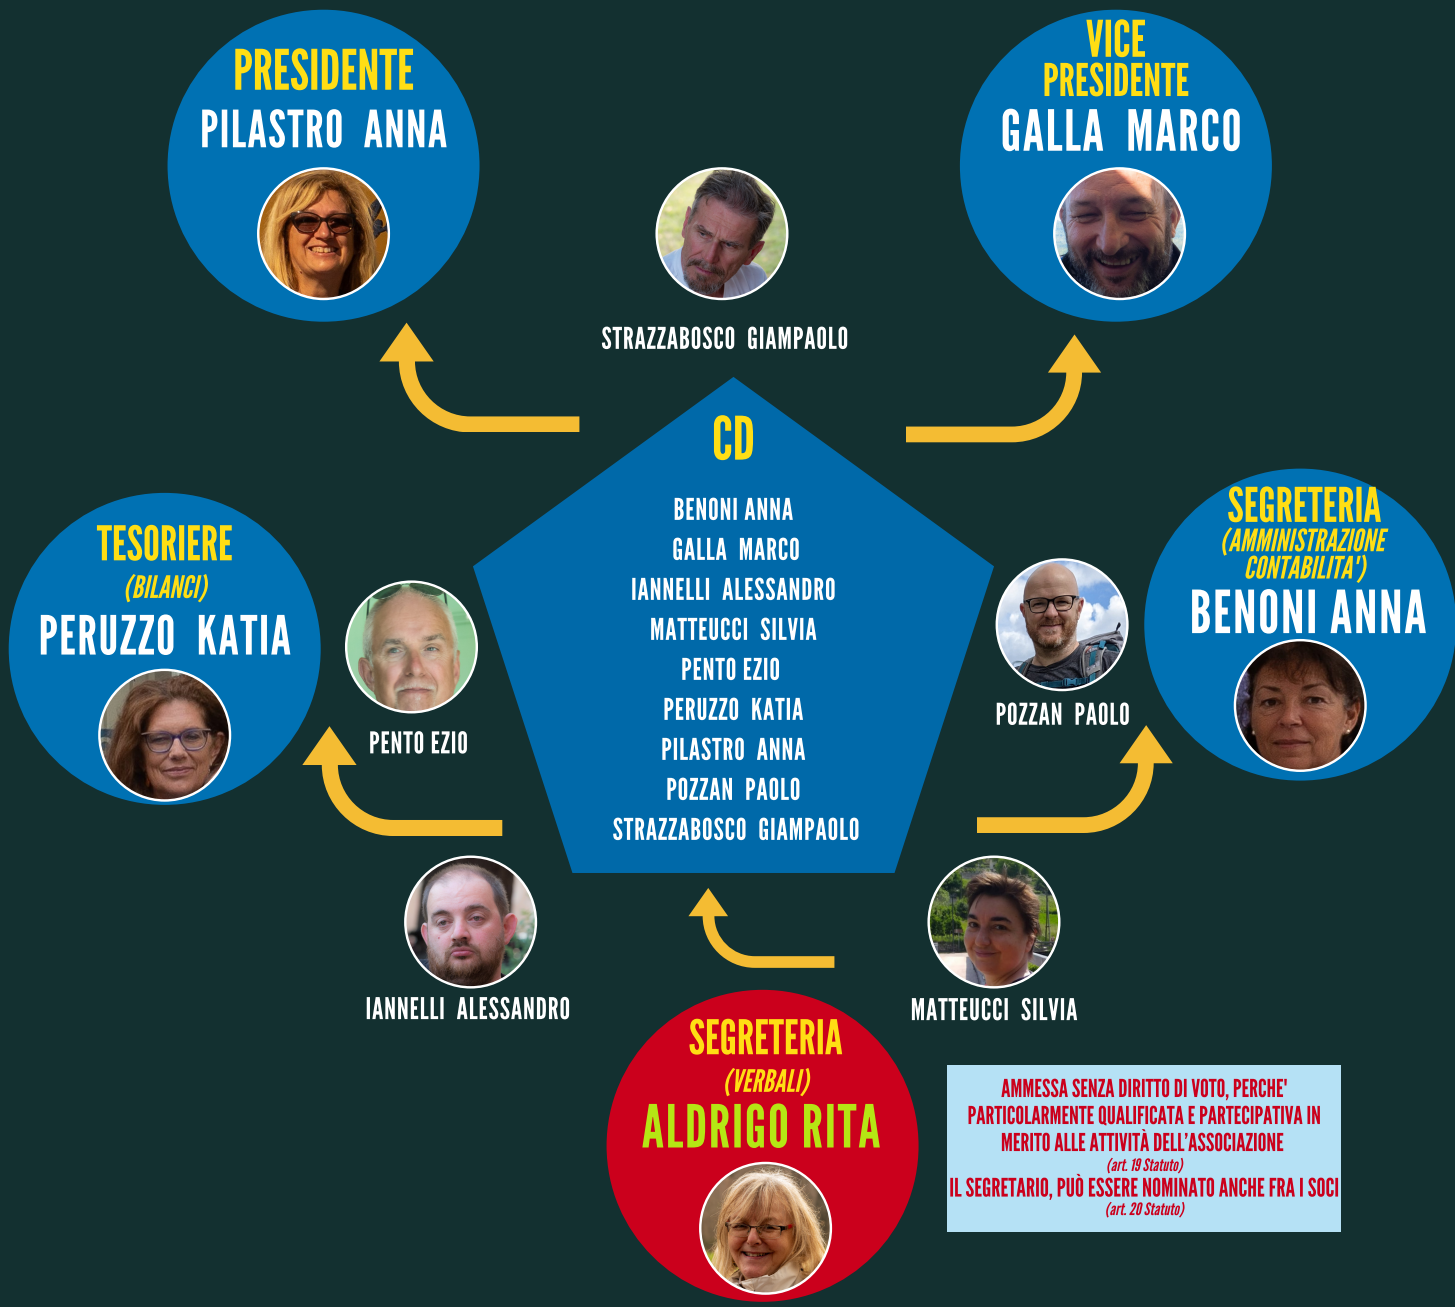 PRESIDENTE
PILASTRO ANNA
VICE
PRESIDENTE
GALLA MARCO
STRAZZABOSCO GIAMPAOLO
CD
BENONI ANNA
GALLA MARCO
IANNELLI ALESSANDRO
MATTEUCCI SILVIA
PENTO EZIO
PERUZZO KATIA
PILASTRO ANNA
POZZAN PAOLO
STRAZZABOSCO GIAMPAOLO
TESORIERE
(BILANCI)
PERUZZO KATIA
PENTO EZIO
POZZAN PAOLO
SEGRETERIA
(AMMINISTRAZIONE
CONTABILITA')
BENONI ANNA
IANNELLI ALESSANDRO
MATTEUCCI SILVIA
SEGRETERIA
(VERBALI)
ALDRIGO RITA
AMMESSA SENZA DIRITTO DI VOTO, PERCHE'
PARTICOLARMENTE QUALIFICATA E PARTECIPATIVA IN
MERITO ALLE ATTIVITÀ DELL'ASSOCIAZIONE
(art. 19 Statuto)
IL SEGRETARIO, PUÒ ESSERE NOMINATO ANCHE FRA I SOCI
(art. 20 Statuto)